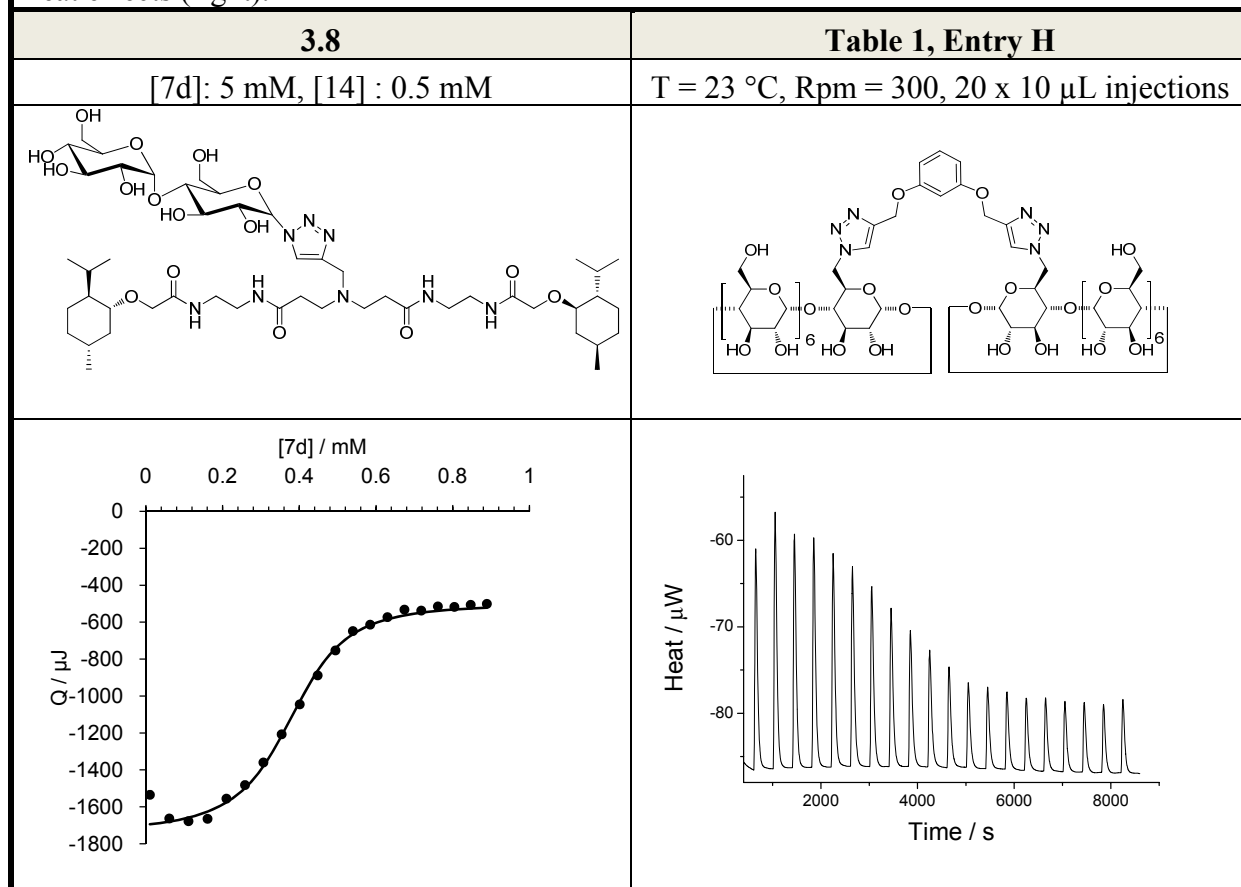 3.8
Table 1, Entry H
[7d]: 5 mM, [14] : 0.5 mM
T = 23 °C, Rpm = 300, 20 x 10 µL injections
OH
O
HO
HO
OH
O
OH
O
HO
OH
N
N
N
O
O
N
H
H
N
O
N
O
H
N
N
H
O
O
O
O
N
N
N
N
N
N
OH
O
O
O
O
HO
OH
6
HO
OH
O
O
O
HO
O
HO
OH
HO
OH
6
[7d] / mM
0 0.2 0.4 0.6 0.8 1
0
-200
-400
-600
-800
-1000
-1200
-1400
-1600
-1800
Q / µJ
-60
-70
-80
Heat / µW
2000 4000 6000 8000
Time / s